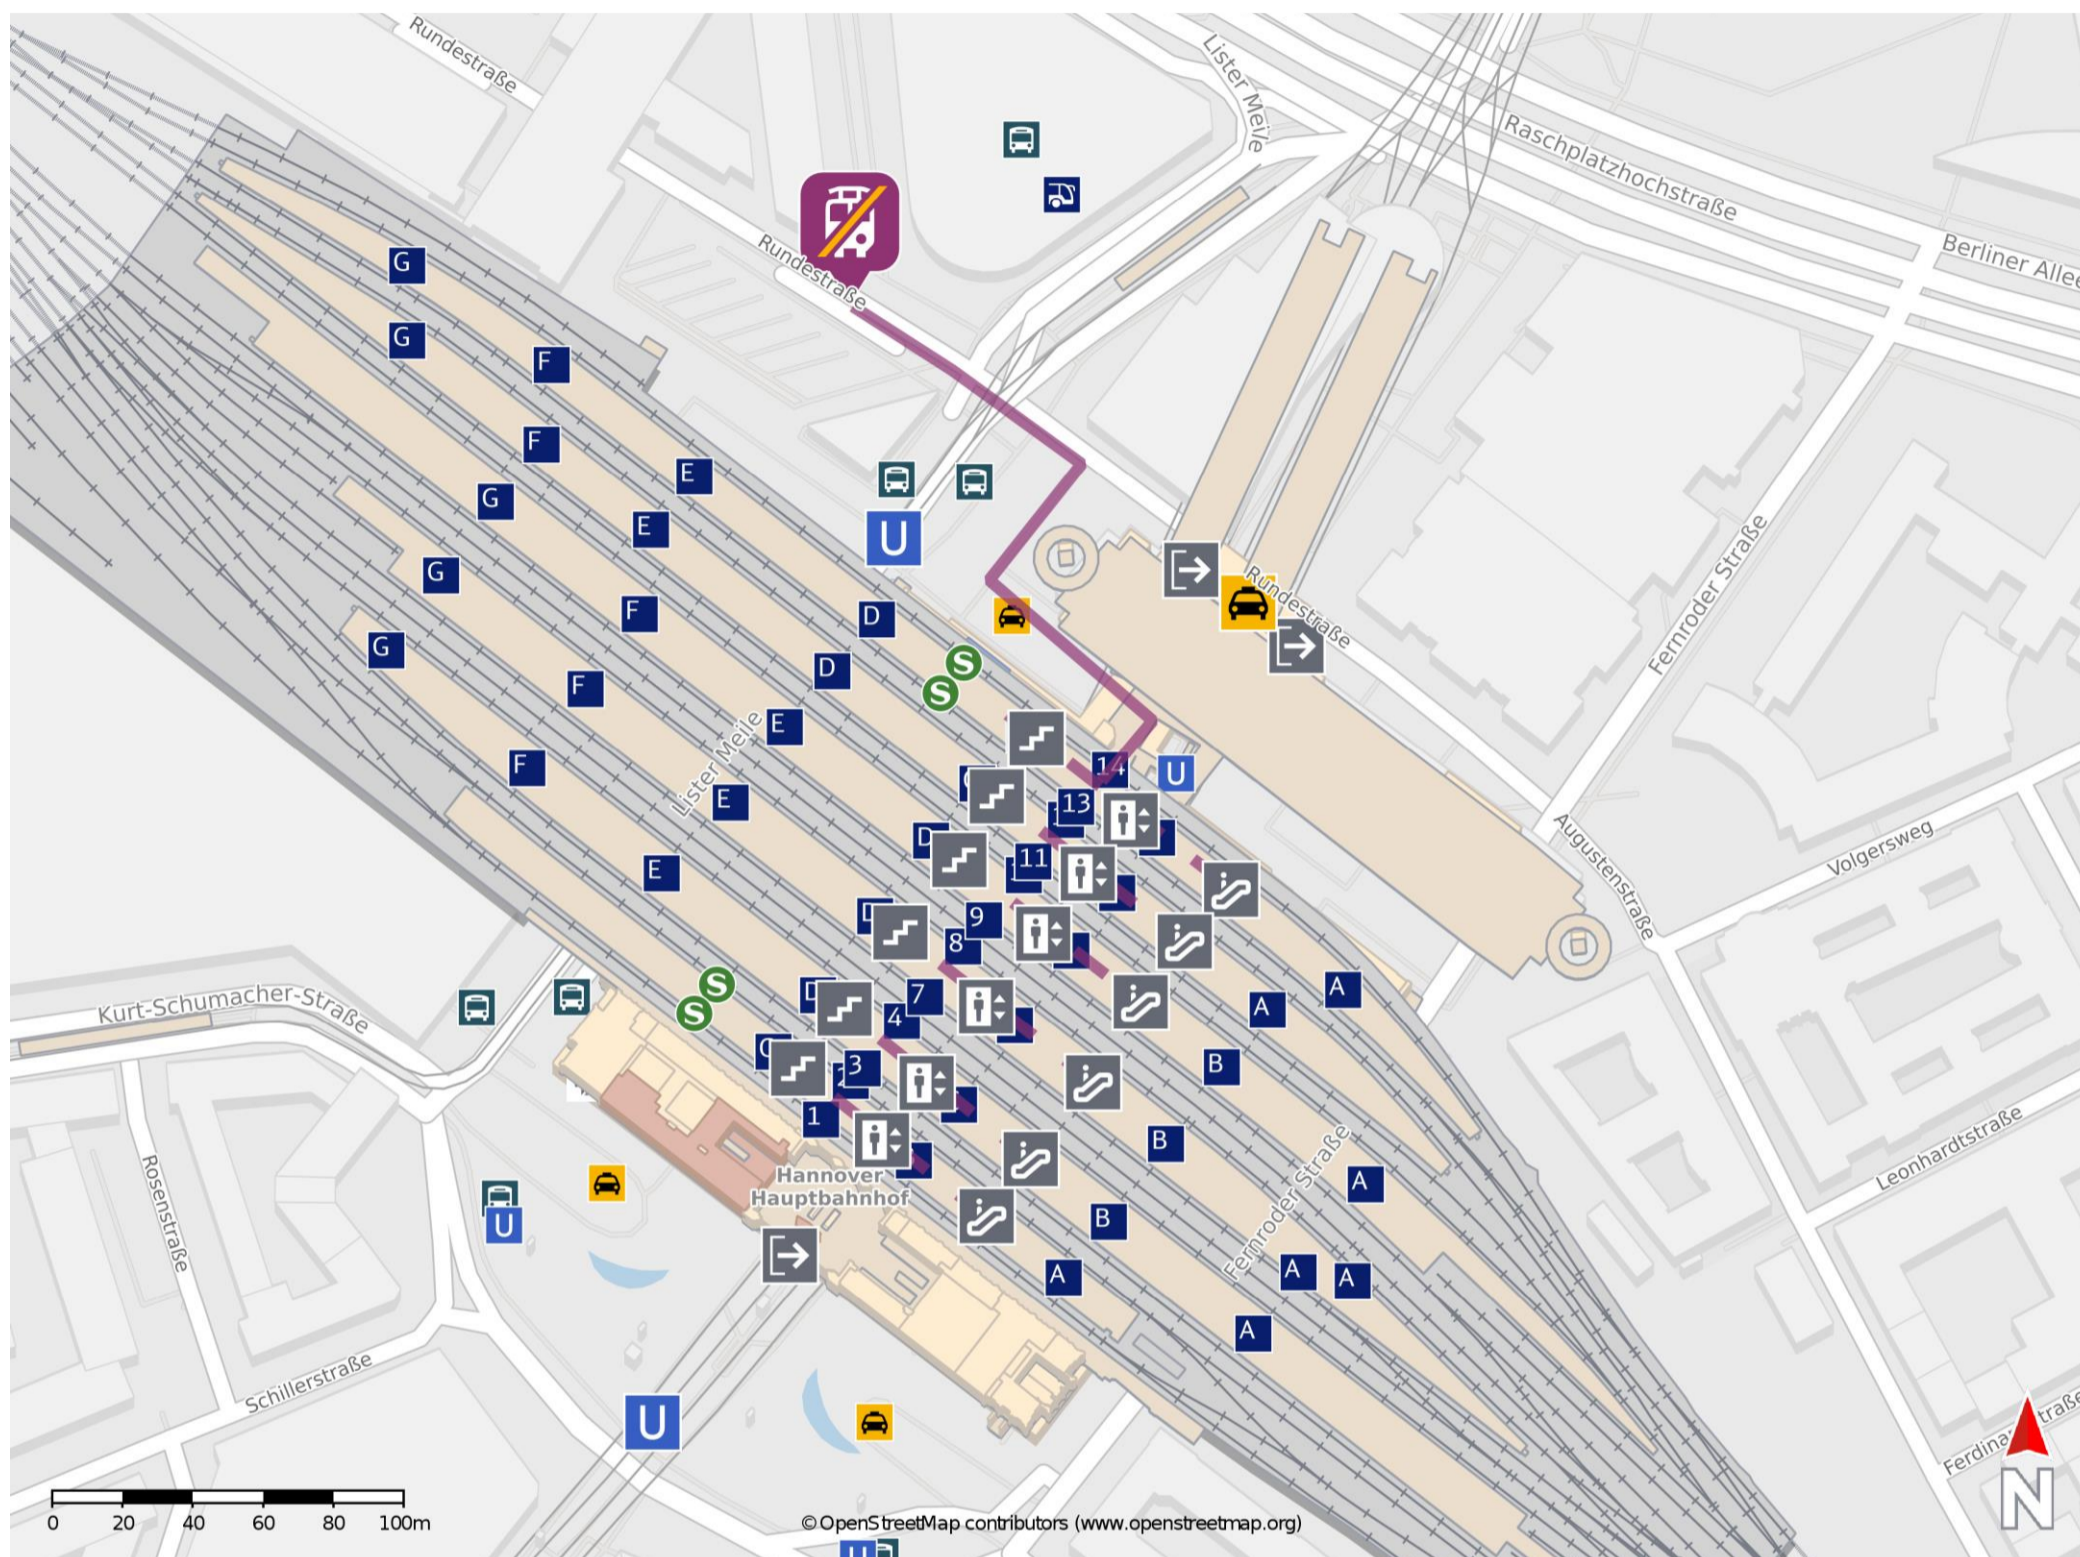 Rundestraße
Lister Meile
Raschplatzhochstraße
Berliner Allee
Rundestraße
G
G
F
F
E
G
E
U
Fernroder Straße
G
Rundestraße
F
D
G
S
D
F
S
Lister Meile
E
F
14
U
E
13
Augustenstraße
Volgersweg
D
11
E
9
8
S
A
7
Kurt-Schumacher-Straße
S
A
4
3
B
1
B
Leonhardtstraße
Fernroder Straße
Rosenstraße
Hannover
Hauptbahnhof
A
U
B
A
A
A
A
Schillerstraße
U
N
0 20 40 60 80 100m
© OpenStreetMap contributors (www.openstreetmap.org)